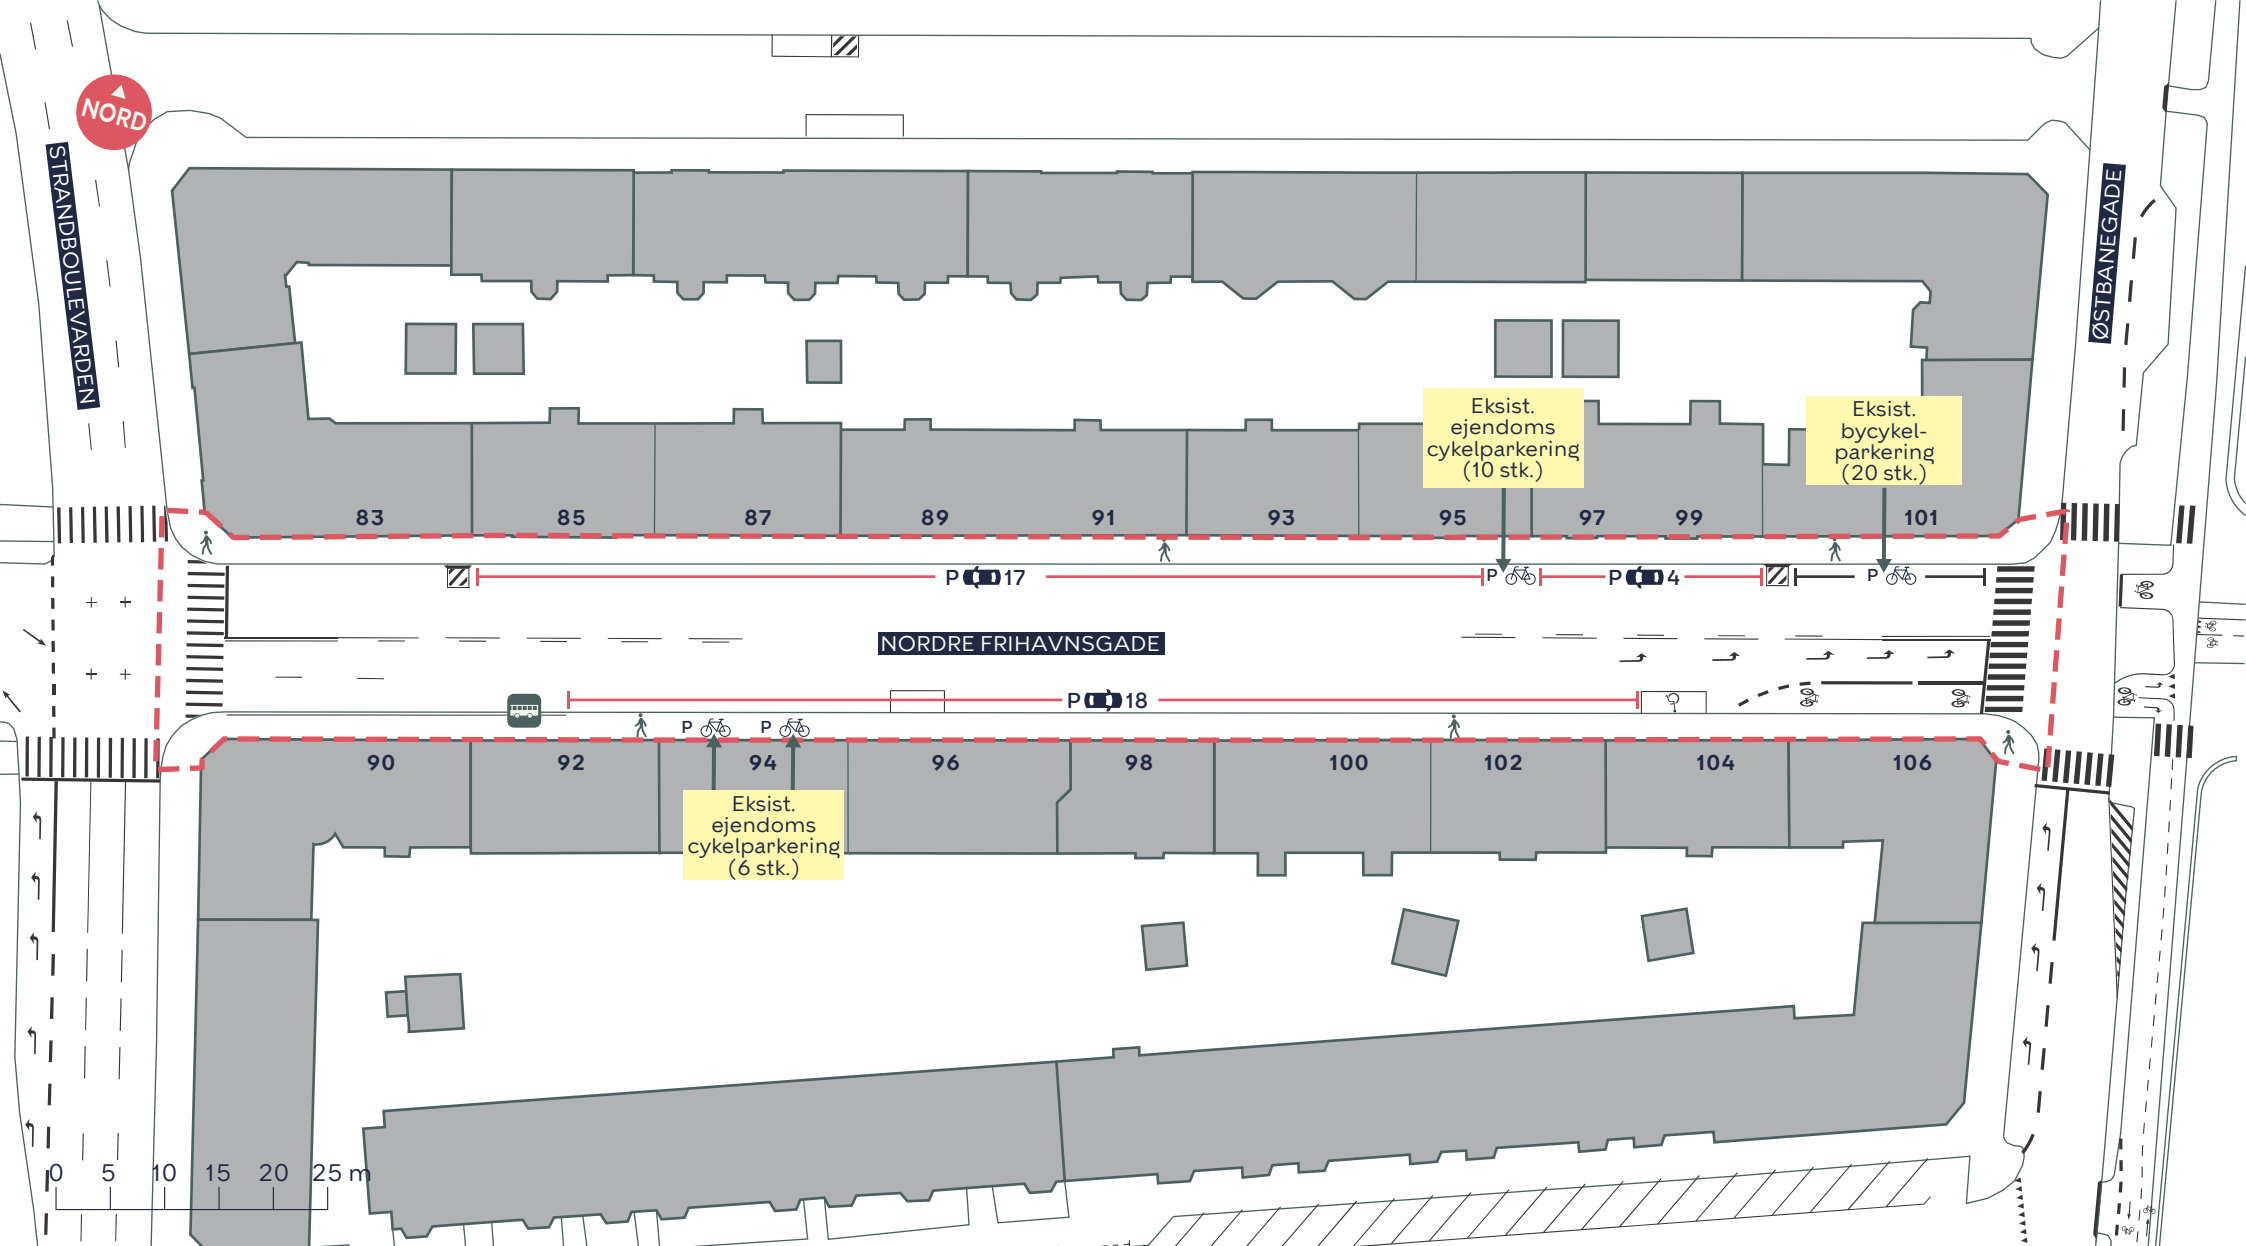 NORD
STRANDBOULEVARDEN
ØSTBANEGADE
Eksist.
ejendoms
cykelparkering
(10 stk.)
Eksist.
bycykel-
parkering
(20 stk.)
83
85
87
89
91
93
95
97
99
101
P 17
P
P 4
P
NORDRE FRIHAVNSGADE
P 18
P
P
90
92
94
96
98
100
102
104
106
Eksist.
ejendoms
cykelparkering
(6 stk.)
0 5 10 15 20 25 m